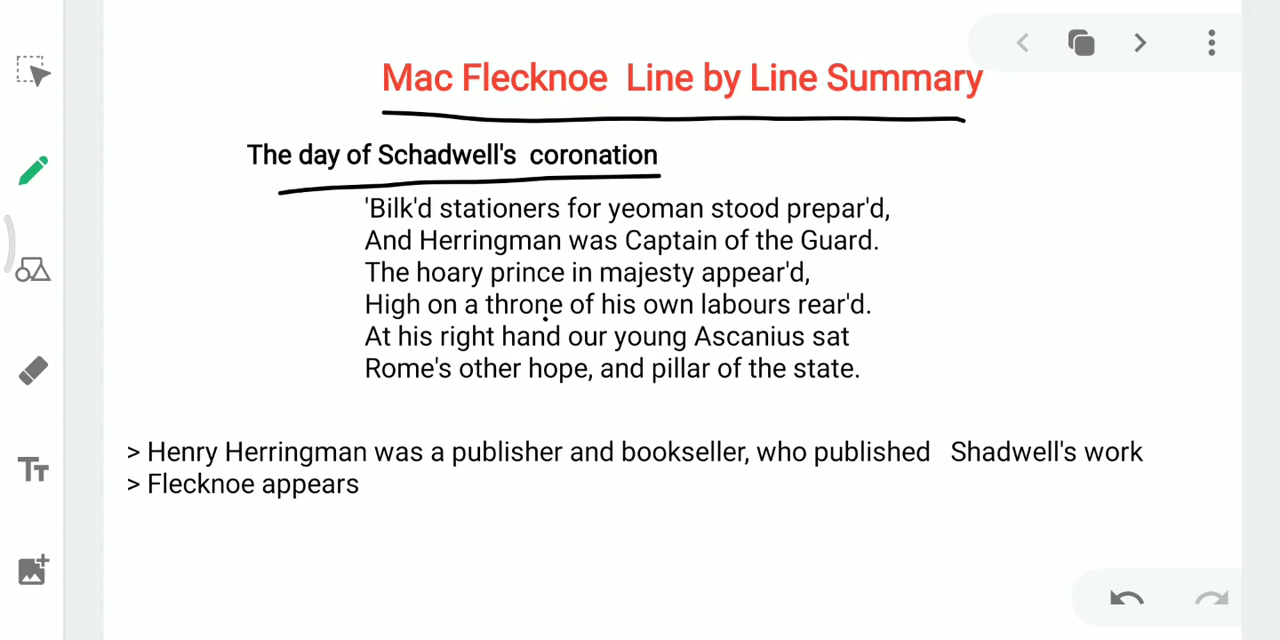 Mac Flecknoe Line by Line Summary
The day of Schadwell's coronation
'Bilk'd stationers for yeoman stood prepar'd,
And Herringman was Captain of the Guard.
The hoary prince in majesty appear'd,
High on a throne of his own labours rear'd.
At his right hand our young Ascanius sat
Rome's other hope, and pillar of the state.
> Henry Herringman was a publisher and bookseller, who published Shadwell's work
> Flecknoe appears
TT